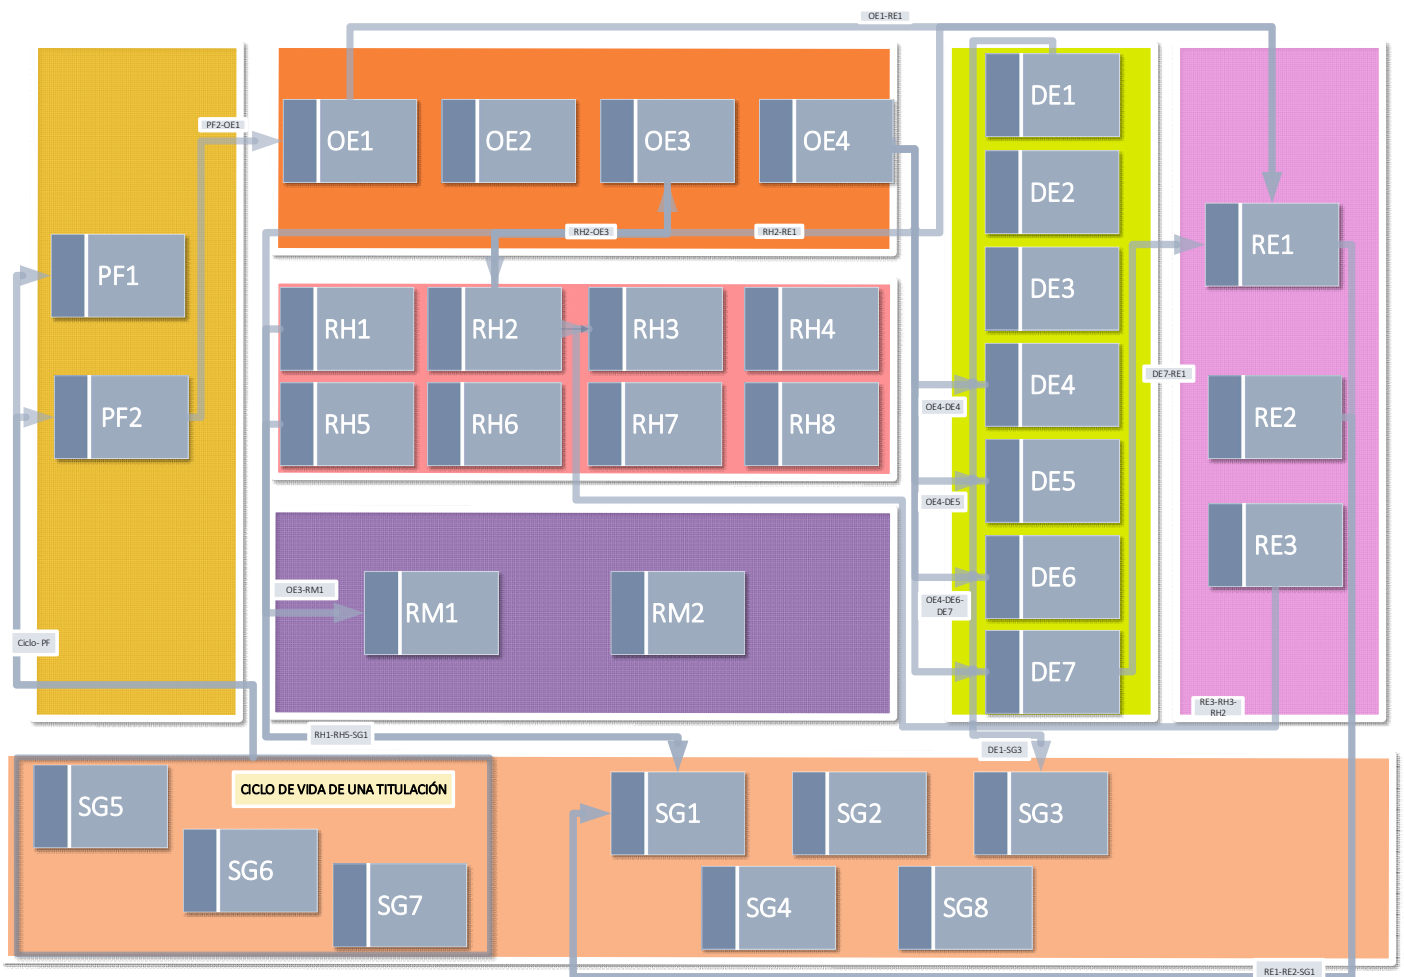 OE1-RE1
PF2-OE1
OE1
OE2
OE3
OE4
RH2-OE3
RH2-RE1
PF1
PF2
RH1
RH2
RH3
RH4
RH5
RH6
RH7
RH8
OE3-RM1
RM1
RM2
Ciclo- PF
DE1
DE2
DE3
DE4
DE5
DE6
DE7
OE4-DE4
OE4-DE5
OE4-DE6-
DE7
DE7-RE1
RE1
RE2
RE3
RE3-RH3-
RH2
RH1-RH5-SG1
DE1-SG3
CICLO DE VIDA DE UNA TITULACIÓN
SG5
SG6
SG7
SG1
SG2
SG3
SG4
SG8
RE1-RE2-SG1